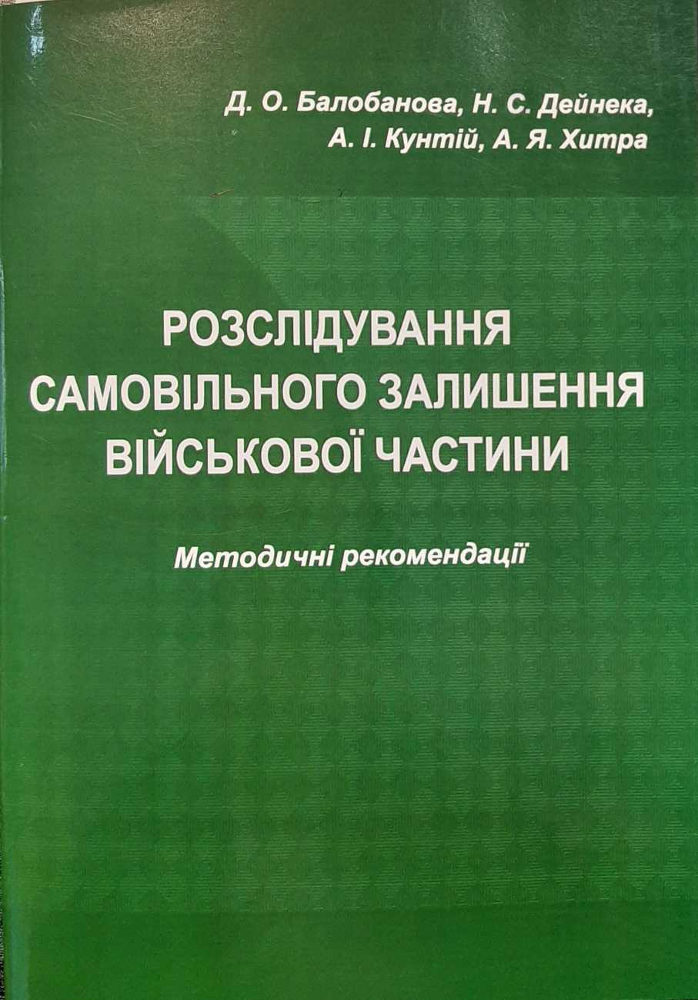 Д. О. Балобанова, Н. С. Дейнека,
А. І. Кунтій, А. Я. Хитра
РОЗСЛІДУВАННЯ
САМОВІЛЬНОГО ЗАЛИШЕННЯ
ВІЙСЬКОВОЇ ЧАСТИНИ
Методичні рекомендації